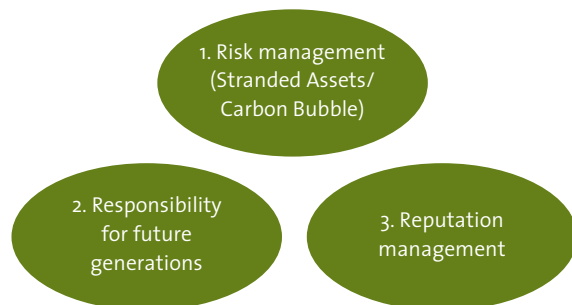 1. Risk management
(Stranded Assets/
Carbon Bubble)
2. Responsibility
for future
generations
3. Reputation
management